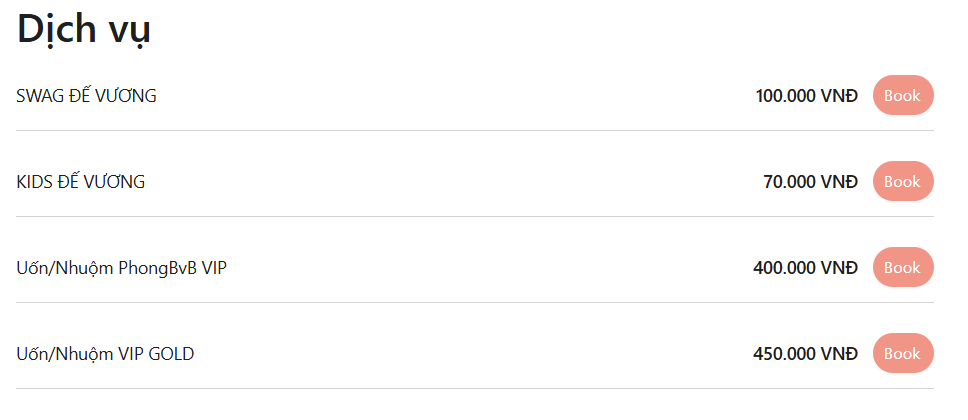 Dịch vụ
SWAG ĐẾ VƯƠNG 100.000 VNĐ Book
KIDS ĐẾ VƯƠNG 70.000 VNĐ Book
Uốn/Nhuộm PhongBvB VIP 400.000 VNĐ Book
Uốn/Nhuộm VIP GOLD 450.000 VNĐ Book